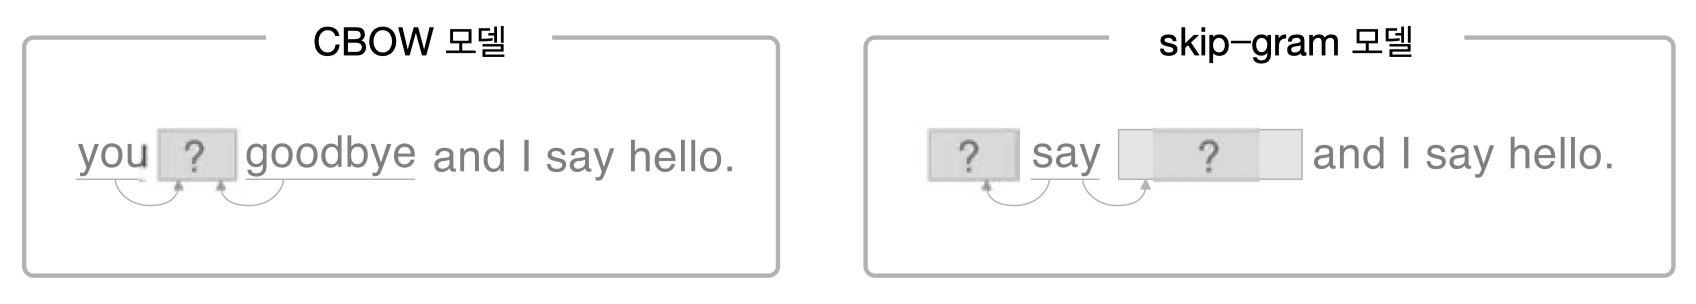 CBOW 모델
you ? goodbye and I say hello.
skip-gram 모델
? say ? and I say hello.